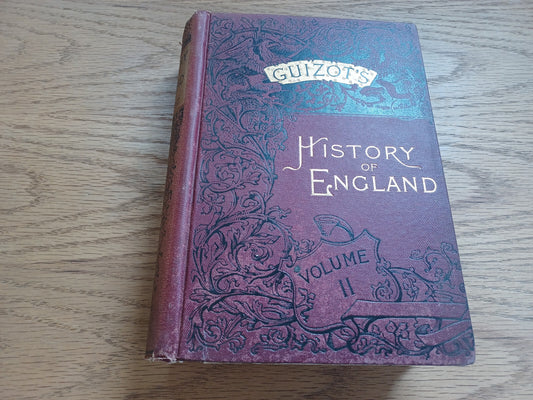 GUIZOT'S
HISTORY
OF
ENGLAND
VOLUME
II